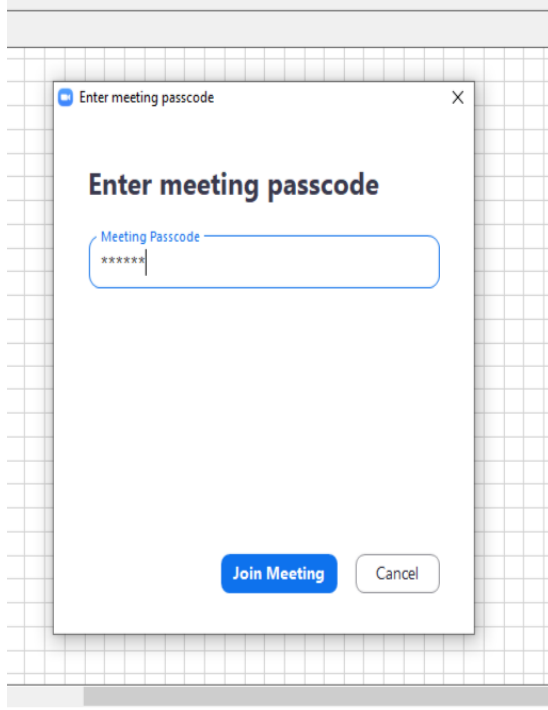 Enter meeting passcode
Enter meeting passcode
Meeting Passcode
******
Join Meeting
Cancel